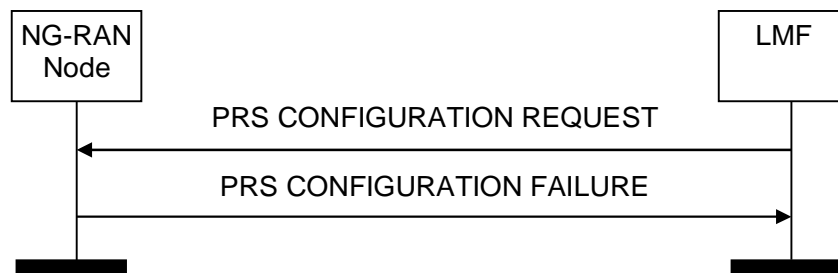 NG-RAN
Node
LMF
PRS CONFIGURATION REQUEST
PRS CONFIGURATION FAILURE